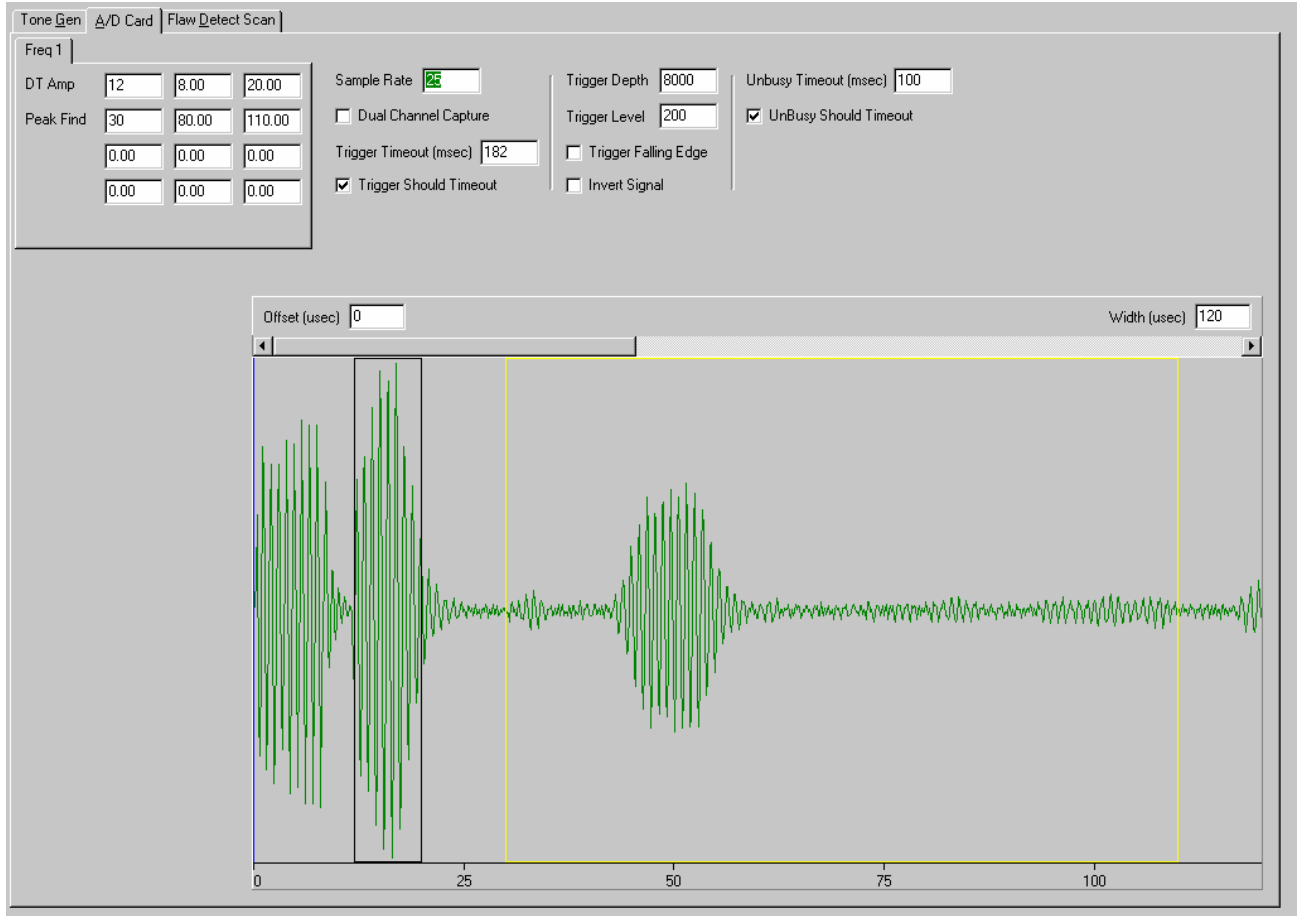 Tone Gen A/D Card Flaw Detect Scan
Freq 1
DT Amp 12 8.00 20.00
Peak Find 30 80.00 110.00
0.00 0.00 0.00
0.00 0.00 0.00
Sample Rate 25
Dual Channel Capture
Trigger Timeout (msec) 182
Trigger Should Timeout
Trigger Depth 8000
Trigger Level 200
Trigger Falling Edge
Invert Signal
Unbusy Timeout (msec) 100
UnBusy Should Timeout
Offset (usec) 0 Width (usec) 120
0 25 50 75 100